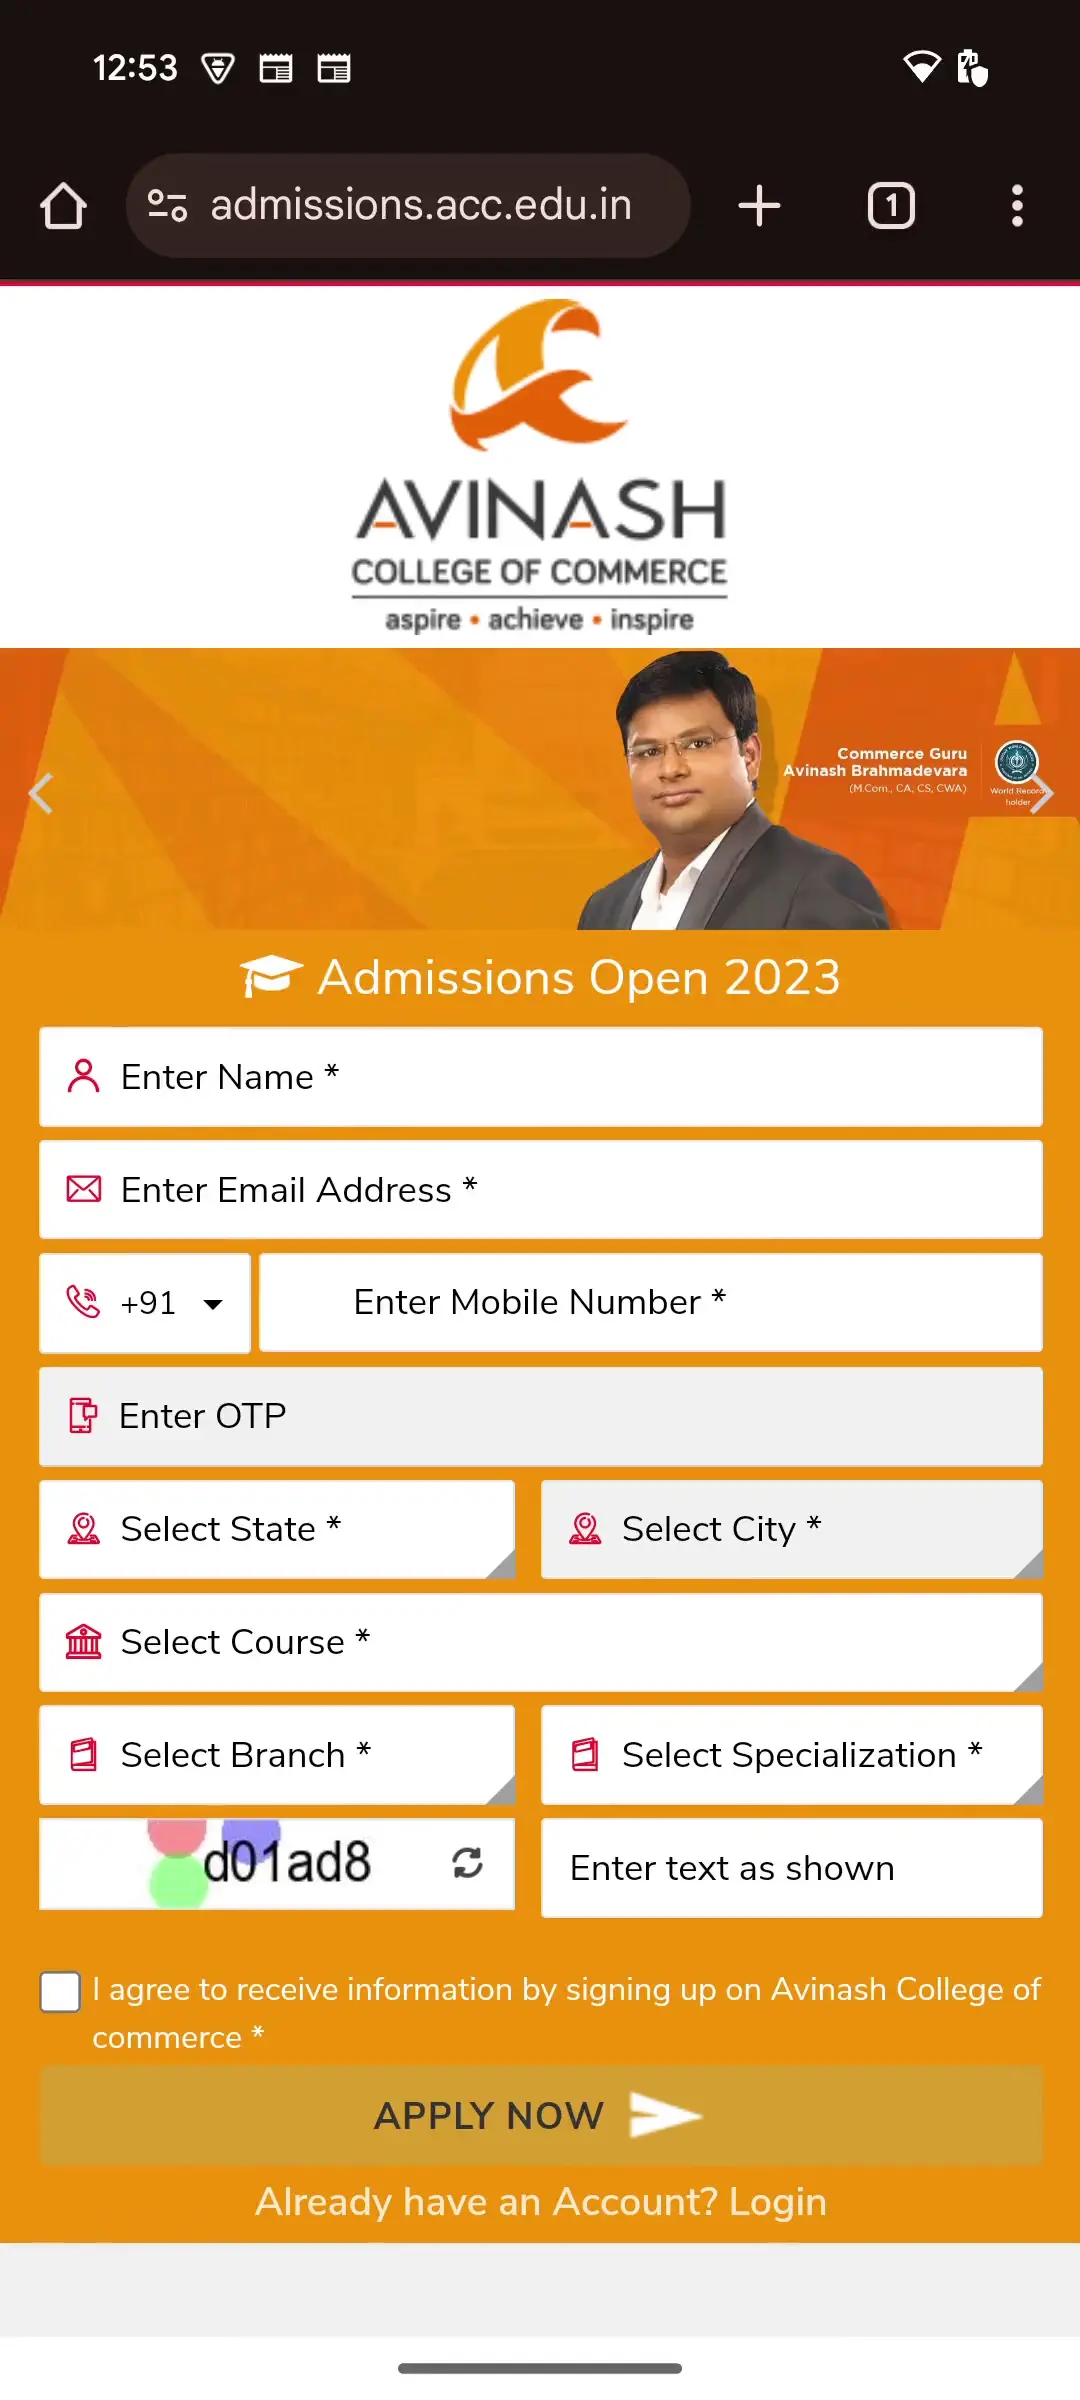 12:53
admissions.acc.edu.in
1
AVINASH
COLLEGE OF COMMERCE
aspire • achieve • inspire
Commerce Guru
Avinash Brahmadevara
(M.Com., CA, CS, CWA)
World Record
holder
Admissions Open 2023
Enter Name *
Enter Email Address *
+91
Enter Mobile Number *
Enter OTP
Select State *
Select City *
Select Course *
Select Branch *
Select Specialization *
d01ad8
Enter text as shown
I agree to receive information by signing up on Avinash College of
commerce *
APPLY NOW
Already have an Account? Login